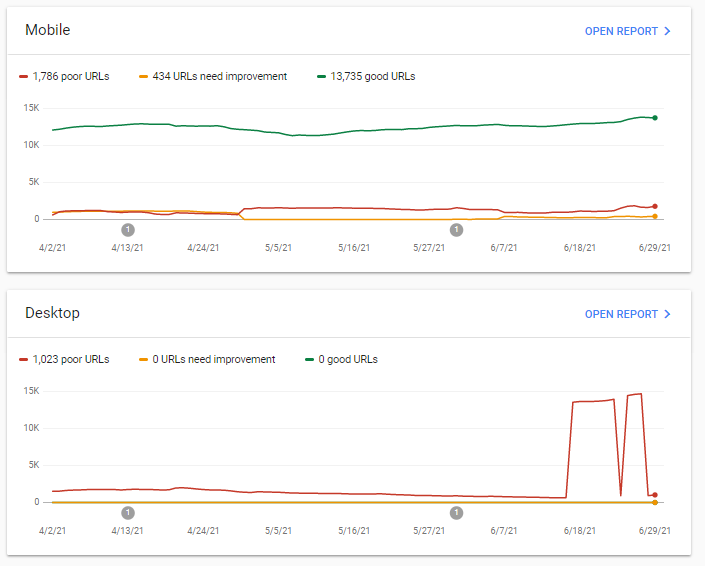 Mobile
OPEN REPORT
1,786 poor URLs 434 URLs need improvement 13,735 good URLs
15K
10K
5K
0
1 1
4/2/21 4/13/21 4/24/21 5/5/21 5/16/21 5/27/21 6/7/21 6/18/21 6/29/21
Desktop
OPEN REPORT
1,023 poor URLs 0 URLs need improvement 0 good URLs
15K
10K
5K
0
1 1
4/2/21 4/13/21 4/24/21 5/5/21 5/16/21 5/27/21 6/7/21 6/18/21 6/29/21